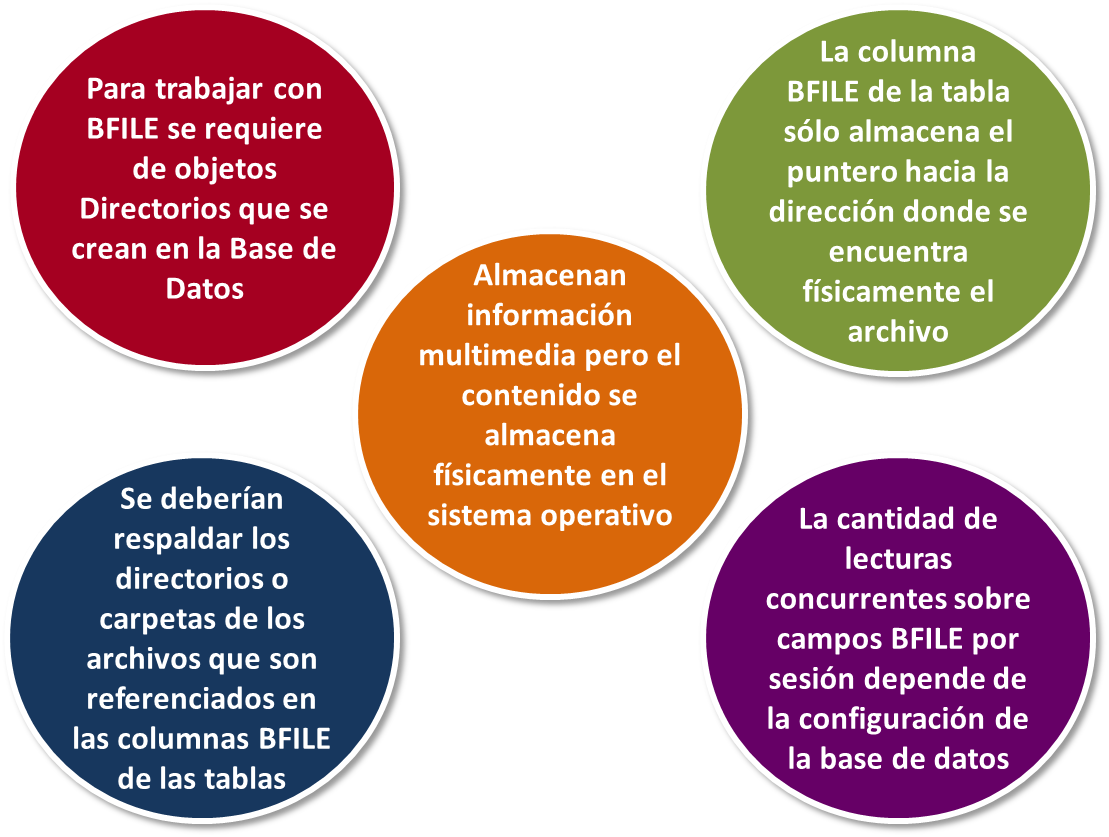 Para trabajar con
BFILE se requiere
de objetos
Directorios que se
crean en la Base de
Datos
La columna
BFILE de la tabla
sólo almacena el
puntero hacia la
dirección donde se
encuentra
físicamente el
archivo
Almacenan
información
multimedia pero el
contenido se
almacena
físicamente en el
sistema operativo
Se deberían
respaldar los
directorios o
carpetas de los
archivos que son
referenciados en
las columnas BFILE
de las tablas
La cantidad de
lecturas
concurrentes sobre
campos BFILE por
sesión depende de
la configuración de
la base de datos